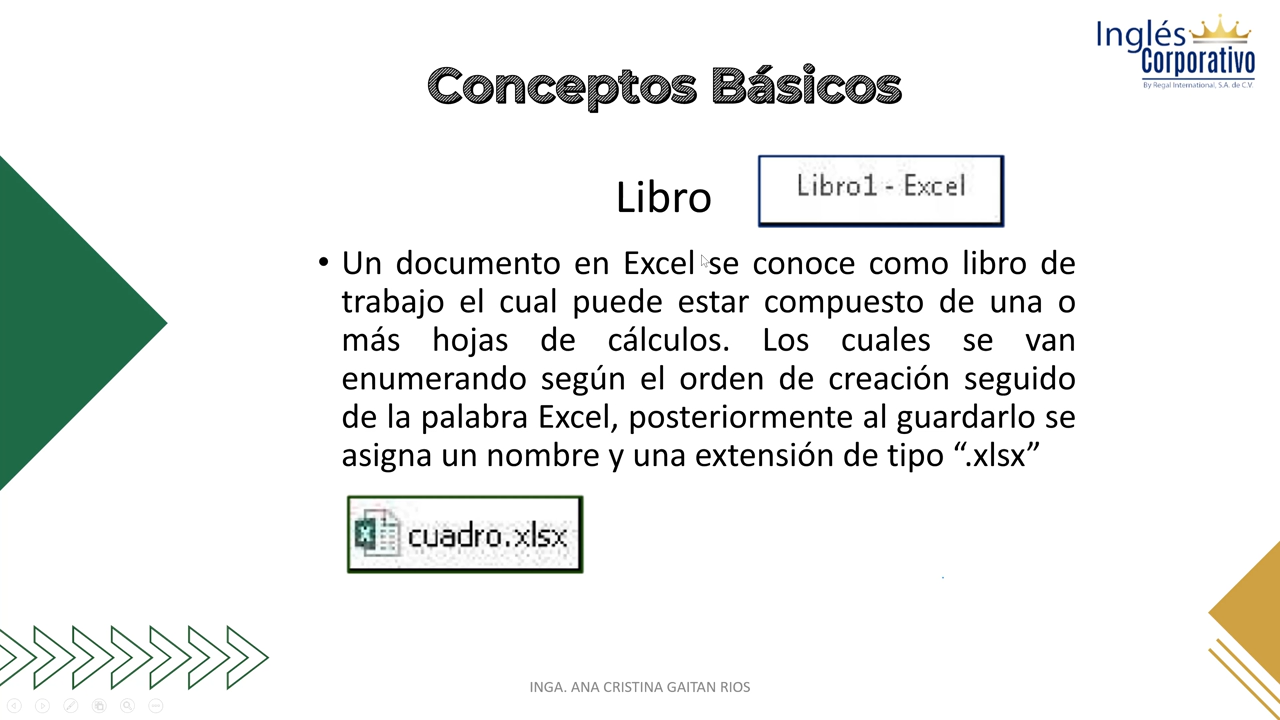 Inglés
Corporativo
By Regal International, S.A. de C.V.
Conceptos Básicos
Libro
Libro1 - Excel
• Un documento en Excel se conoce como libro de
trabajo el cual puede estar compuesto de una o
más hojas de cálculos. Los cuales se van
enumerando según el orden de creación seguido
de la palabra Excel, posteriormente al guardarlo se
asigna un nombre y una extensión de tipo “.xlsx”
cuadro.xlsx
INGA. ANA CRISTINA GAITAN RIOS